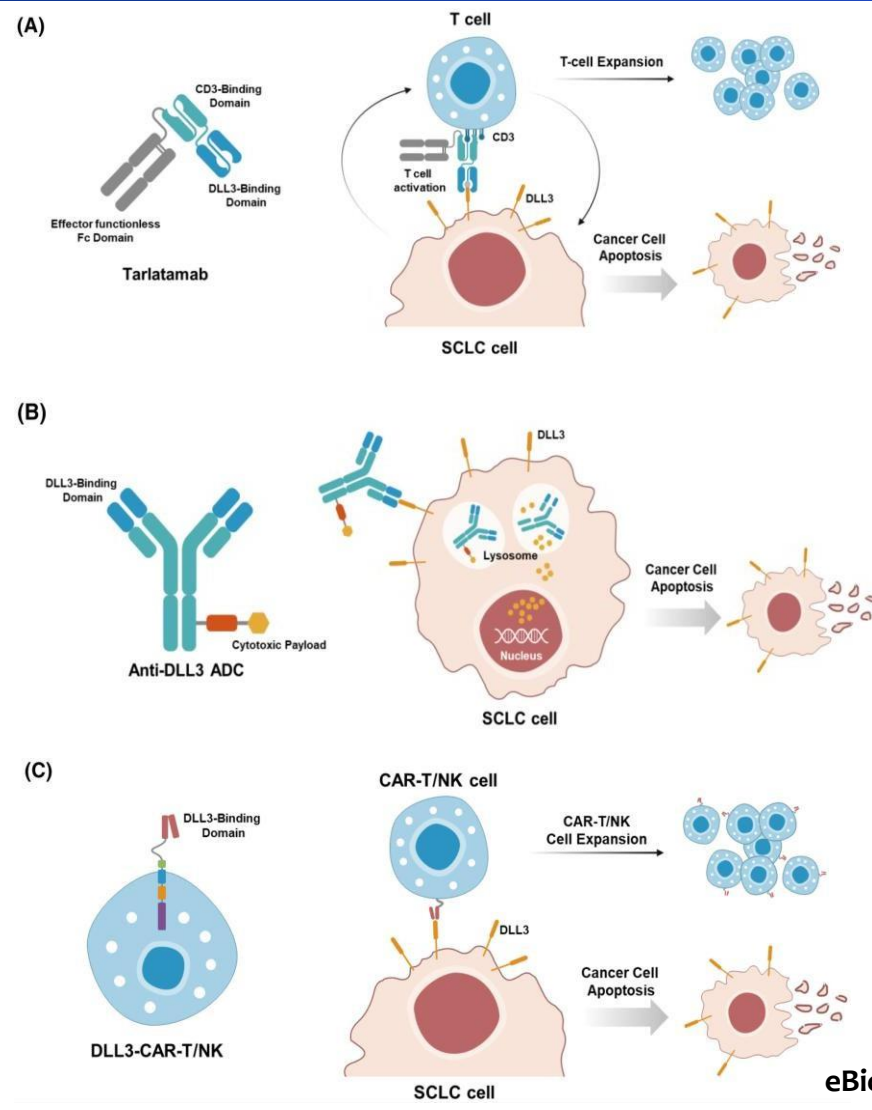 (A)
T cell
CD3-Binding
Domain
DLL3-Binding
Domain
Effector functionless
Fc Domain
Tarlatamab
T-cell Expansion
CD3
T cell
activation
DLL3
Cancer Cell
Apoptosis
SCLC cell
(B)
DLL3-Binding
Domain
Cytotoxic Payload
Anti-DLL3 ADC
DLL3
Lysosome
Nucleus
Cancer Cell
Apoptosis
SCLC cell
(C)
DLL3-Binding
Domain
DLL3-CAR-T/NK
CAR-T/NK cell
CAR-T/NK
Cell Expansion
DLL3
Cancer Cell
Apoptosis
SCLC cell